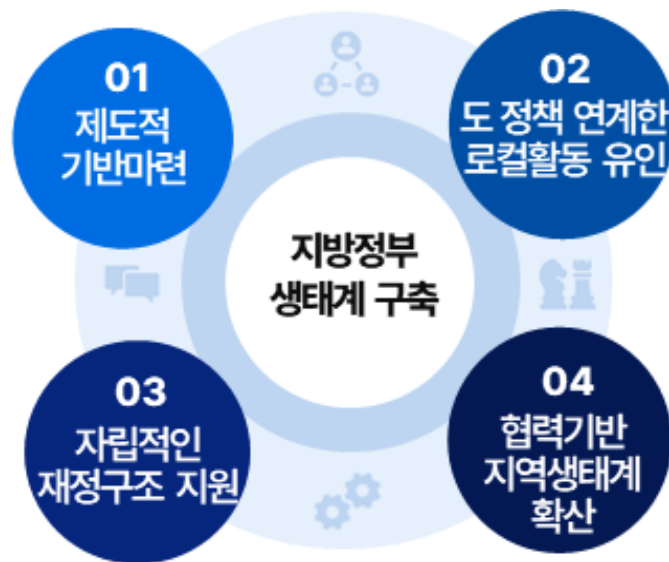 01
제도적
기반마련
02
도 정책 연계한
로컬활동 유인
지방정부
생태계 구축
03
자립적인
재정구조 지원
04
협력기반
지역생태계
확산